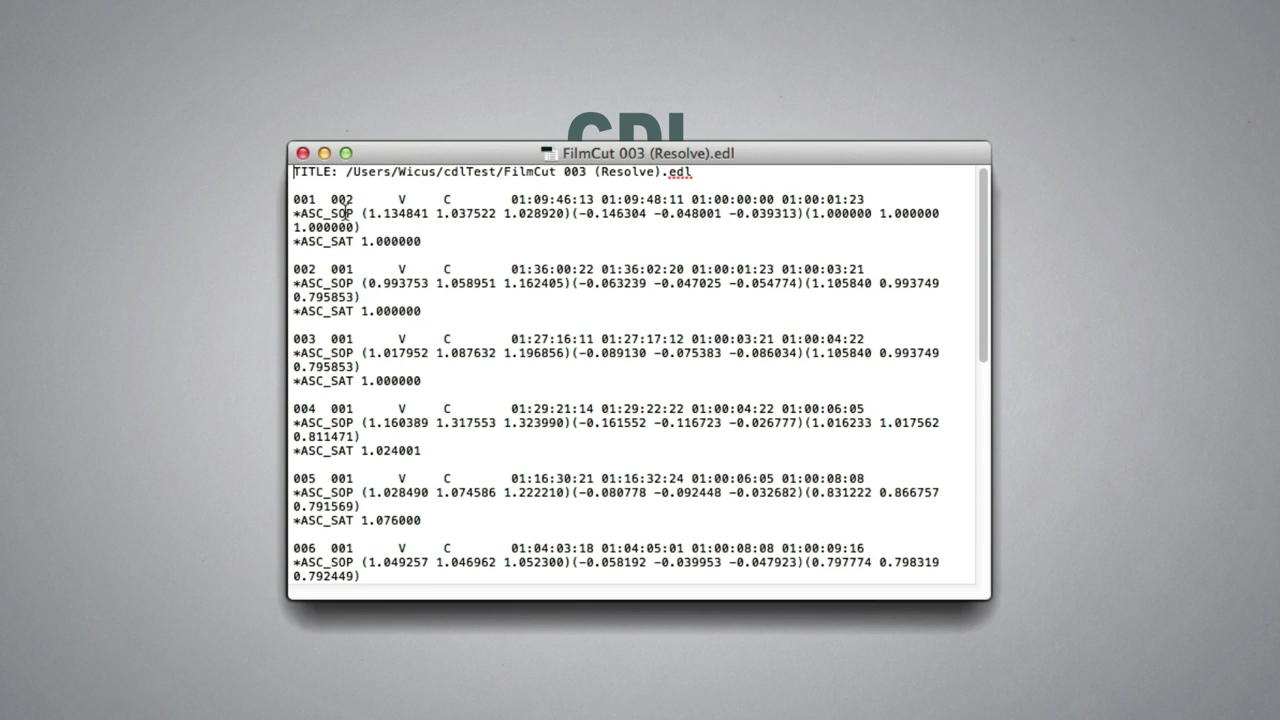 CDL
FilmCut 003 (Resolve).edl
TITLE: /Users/Wicus/cdlTest/FilmCut 003 (Resolve).edl
001 002 V C 01:09:46:13 01:09:48:11 01:00:00:00 01:00:01:23
*ASC_SOP (1.134841 1.037522 1.028920)(-0.146304 -0.048001 -0.039313)(1.000000 1.000000
1.000000)
*ASC_SAT 1.000000
002 001 V C 01:36:00:22 01:36:02:20 01:00:01:23 01:00:03:21
*ASC_SOP (0.993753 1.058951 1.162405)(-0.063239 -0.047025 -0.054774)(1.105840 0.993749
0.795853)
*ASC_SAT 1.000000
003 001 V C 01:27:16:11 01:27:17:12 01:00:03:21 01:00:04:22
*ASC_SOP (1.017952 1.087632 1.196856)(-0.089130 -0.075383 -0.086034)(1.105840 0.993749
0.795853)
*ASC_SAT 1.000000
004 001 V C 01:29:21:14 01:29:22:22 01:00:04:22 01:00:06:05
*ASC_SOP (1.160389 1.317553 1.323990)(-0.161552 -0.116723 -0.026777)(1.016233 1.017562
0.811471)
*ASC_SAT 1.024001
005 001 V C 01:16:30:21 01:16:32:24 01:00:06:05 01:00:08:08
*ASC_SOP (1.028490 1.074586 1.222210)(-0.080778 -0.092448 -0.032682)(0.831222 0.866757
0.791569)
*ASC_SAT 1.076000
006 001 V C 01:04:03:18 01:04:05:01 01:00:08:08 01:00:09:16
*ASC_SOP (1.049257 1.046962 1.052300)(-0.058192 -0.039953 -0.047923)(0.797774 0.798319
0.792449)